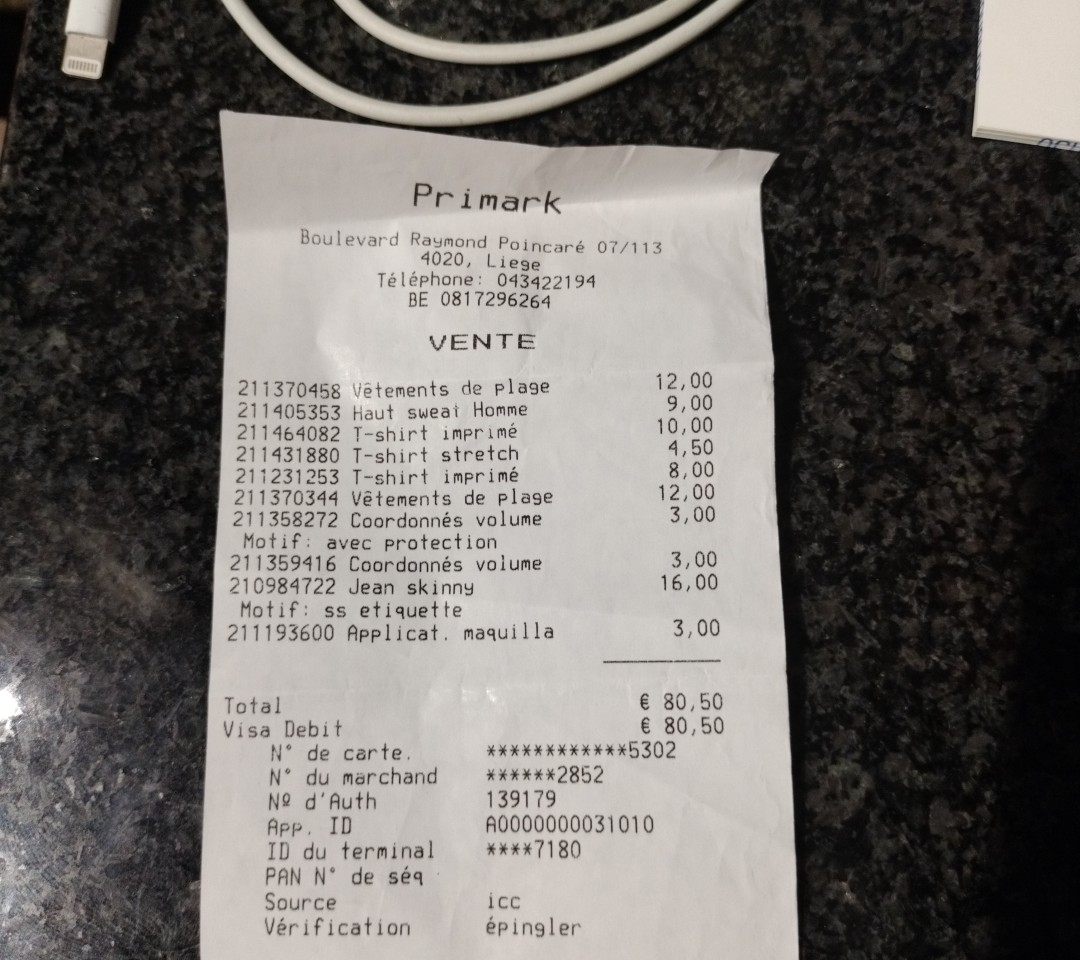 Primark
Boulevard Raymond Poincaré 07/113
4020, Liege
Téléphone: 043422194
BE 0817296264
VENTE
211370458 Vêtements de plage 12,00
211405353 Haut sweat Homme 9,00
211464082 T-shirt imprimé 10,00
211431880 T-shirt stretch 4,50
211231253 T-shirt imprimé 8,00
211370344 Vêtements de plage 12,00
211358272 Coordonnés volume 3,00
Motif: avec protection
211359416 Coordonnés volume 3,00
210984722 Jean skinny 16,00
Motif: ss etiquette
211193600 Applicat. maquilla 3,00
Total € 80,50
Visa Debit € 80,50
N° de carte. ************5302
N° du marchand ******2852
Nº d'Auth 139179
App. ID A0000000031010
ID du terminal ****7180
PAN N° de séq
Source icc
Vérification épingler